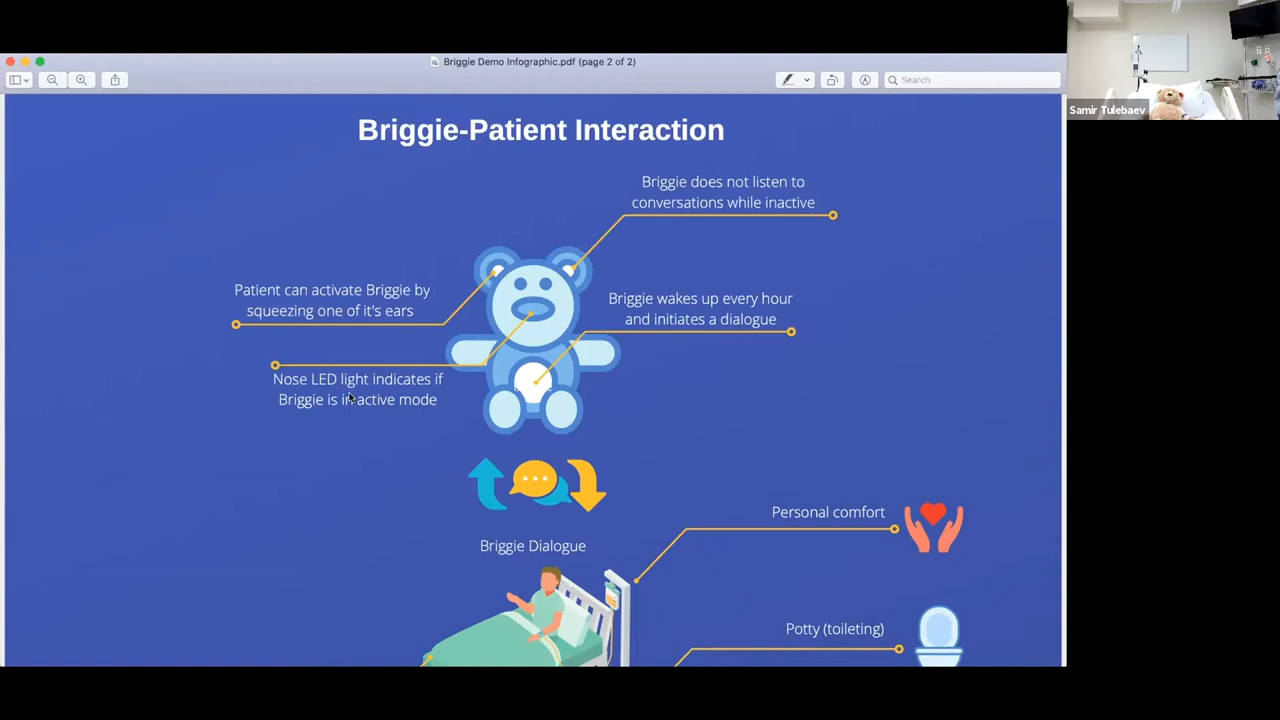 Briggie Demo Infographic.pdf (page 2 of 2)
Search
Samir Tulebaev
Briggie-Patient Interaction
Briggie does not listen to
conversations while inactive
Patient can activate Briggie by
squeezing one of it's ears
Briggie wakes up every hour
and initiates a dialogue
Nose LED light indicates if
Briggie is inactive mode
Briggie Dialogue
Personal comfort
Potty (toileting)